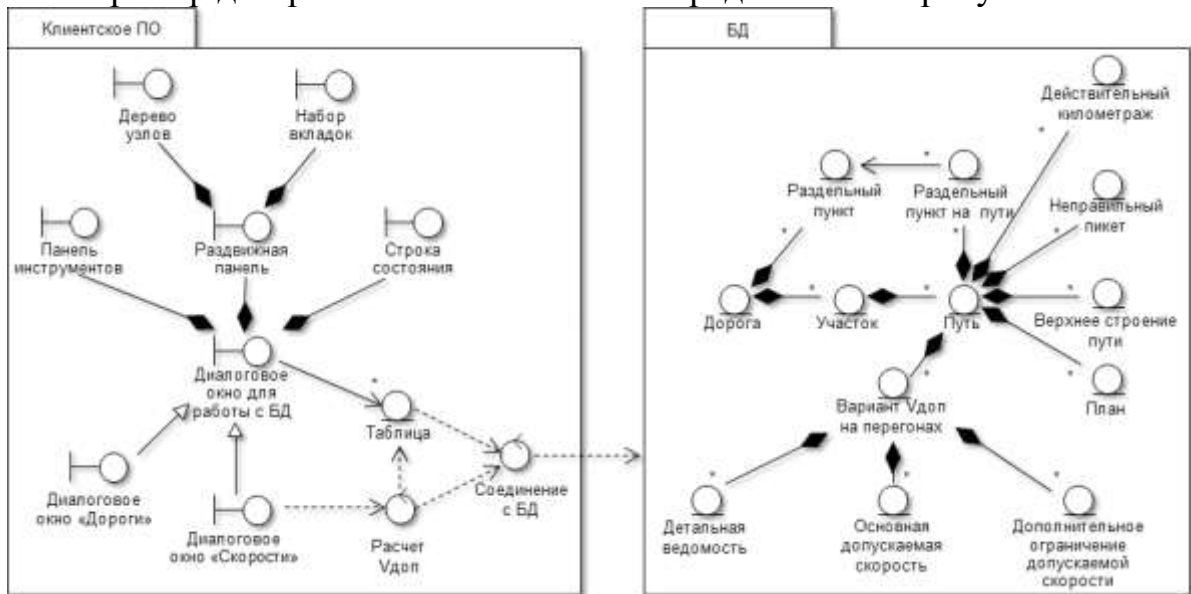 Клиентское ПО
Дерево
узлов
Набор
вкладок
Панель
инструментов
Раздвижная
панель
Строка
состояния
Диалоговое
окно для
работы с БД
Таблица
*
Диалоговое
окно «Дороги»
Диалоговое
окно «Скорости»
Расчет
Vдоп
Соединение
с БД
БД
Действительный
километраж
*
Раздельный
пункт
*
Раздельный
пункт на пути
*
*
Неправильный
пикет
*
Дорога
Участок
*
Путь
*
Верхнее строение
пути
*
План
*
Вариант Vдоп
на перегонах
*
Детальная
ведомость
*
Основная
допускаемая
скорость
*
Дополнительное
ограничение
допускаемой
скорости
*